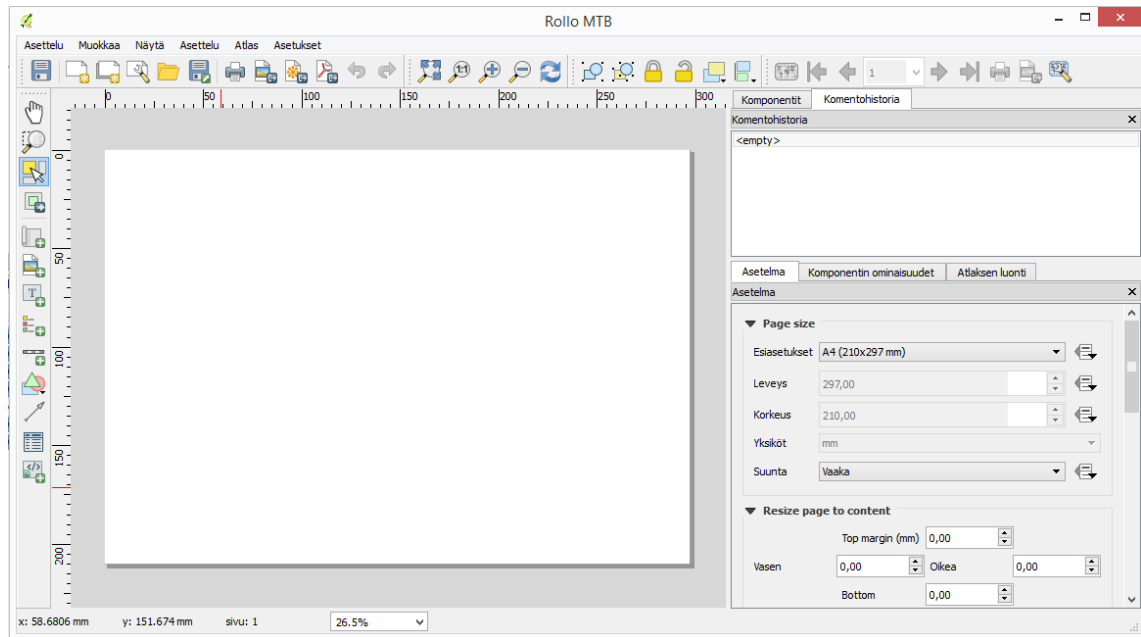 Rollo MTB
Asettelu Muokkaa Näytä Asettelu Atlas Asetukset
1:1
1
0 50 100 150 200 250 300
0
50
100
150
200
T
</>
Komponentit Komentohistoria
Komentohistoria
<empty>
Asetelma Komponentin ominaisuudet Atlaksen luonti
Asetelma
Page size
Esiasetukset A4 (210x297 mm)
Leveys 297,00
Korkeus 210,00
Yksiköt mm
Suunta Vaaka
Resize page to content
Top margin (mm) 0,00
Vasen 0,00 Oikea 0,00
Bottom 0,00
x: 58.6806 mm y: 151.674 mm sivu: 1 26.5%